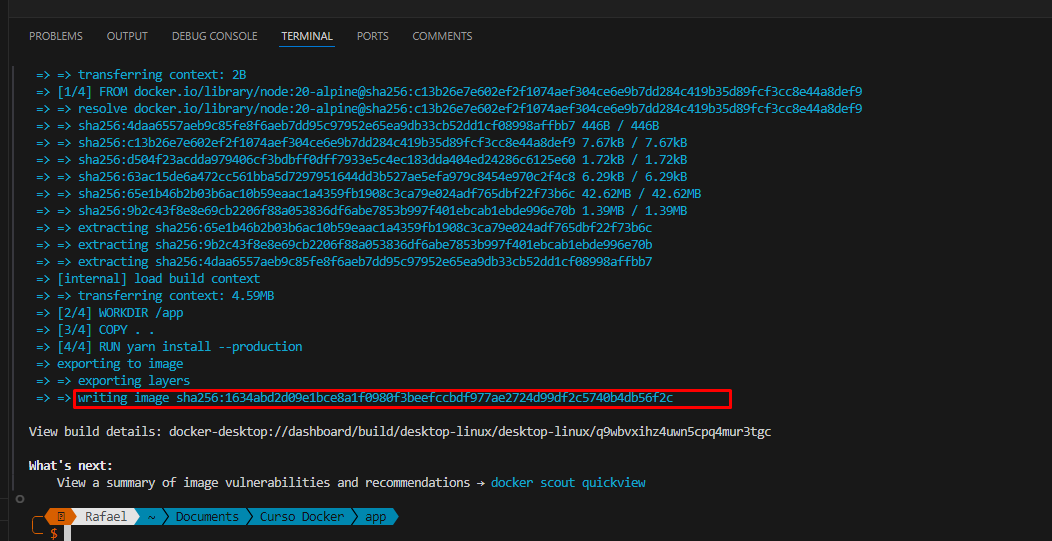 PROBLEMS OUTPUT DEBUG CONSOLE TERMINAL PORTS COMMENTS
=> => transferring context: 2B
=> [1/4] FROM docker.io/library/node:20-alpine@sha256:c13b26e7e602ef2f1074aef304ce6e9b7dd284c419b35d89fcf3cc8e44a8def9
=> => resolve docker.io/library/node:20-alpine@sha256:c13b26e7e602ef2f1074aef304ce6e9b7dd284c419b35d89fcf3cc8e44a8def9
=> => sha256:4daa6557aeb9c85fe8f6aeb7dd95c97952e65ea9db33cb52dd1cf08998affbb7 446B / 446B
=> => sha256:c13b26e7e602ef2f1074aef304ce6e9b7dd284c419b35d89fcf3cc8e44a8def9 7.67kB / 7.67kB
=> => sha256:d504f23acdda979406cf3bdbff0dff7933e5c4ec183dda404ed24286c6125e60 1.72kB / 1.72kB
=> => sha256:63ac15de6a472cc561bba5d7297951644dd3b527ae5efa979c8454e970c2f4c8 6.29kB / 6.29kB
=> => sha256:65e1b46b2b03b6ac10b59eaac1a4359fb1908c3ca79e024adf765dbf22f73b6c 42.62MB / 42.62MB
=> => sha256:9b2c43f8e8e69cb2206f88a053836df6abe7853b997f401ebcab1ebde996e70b 1.39MB / 1.39MB
=> => extracting sha256:65e1b46b2b03b6ac10b59eaac1a4359fb1908c3ca79e024adf765dbf22f73b6c
=> => extracting sha256:9b2c43f8e8e69cb2206f88a053836df6abe7853b997f401ebcab1ebde996e70b
=> => extracting sha256:4daa6557aeb9c85fe8f6aeb7dd95c97952e65ea9db33cb52dd1cf08998affbb7
=> [internal] load build context
=> => transferring context: 4.59MB
=> [2/4] WORKDIR /app
=> [3/4] COPY . .
=> [4/4] RUN yarn install --production
=> exporting to image
=> => exporting layers
=> => writing image sha256:1634abd2d09e1bce8a1f0980f3beefccbdf977ae2724d99df2c5740b4db56f2c
View build details: docker-desktop://dashboard/build/desktop-linux/desktop-linux/q9wbvxihz4uwn5cpq4mur3tgc
What's next:
View a summary of image vulnerabilities and recommendations → docker scout quickview
Rafael ~ Documents Curso Docker app
$